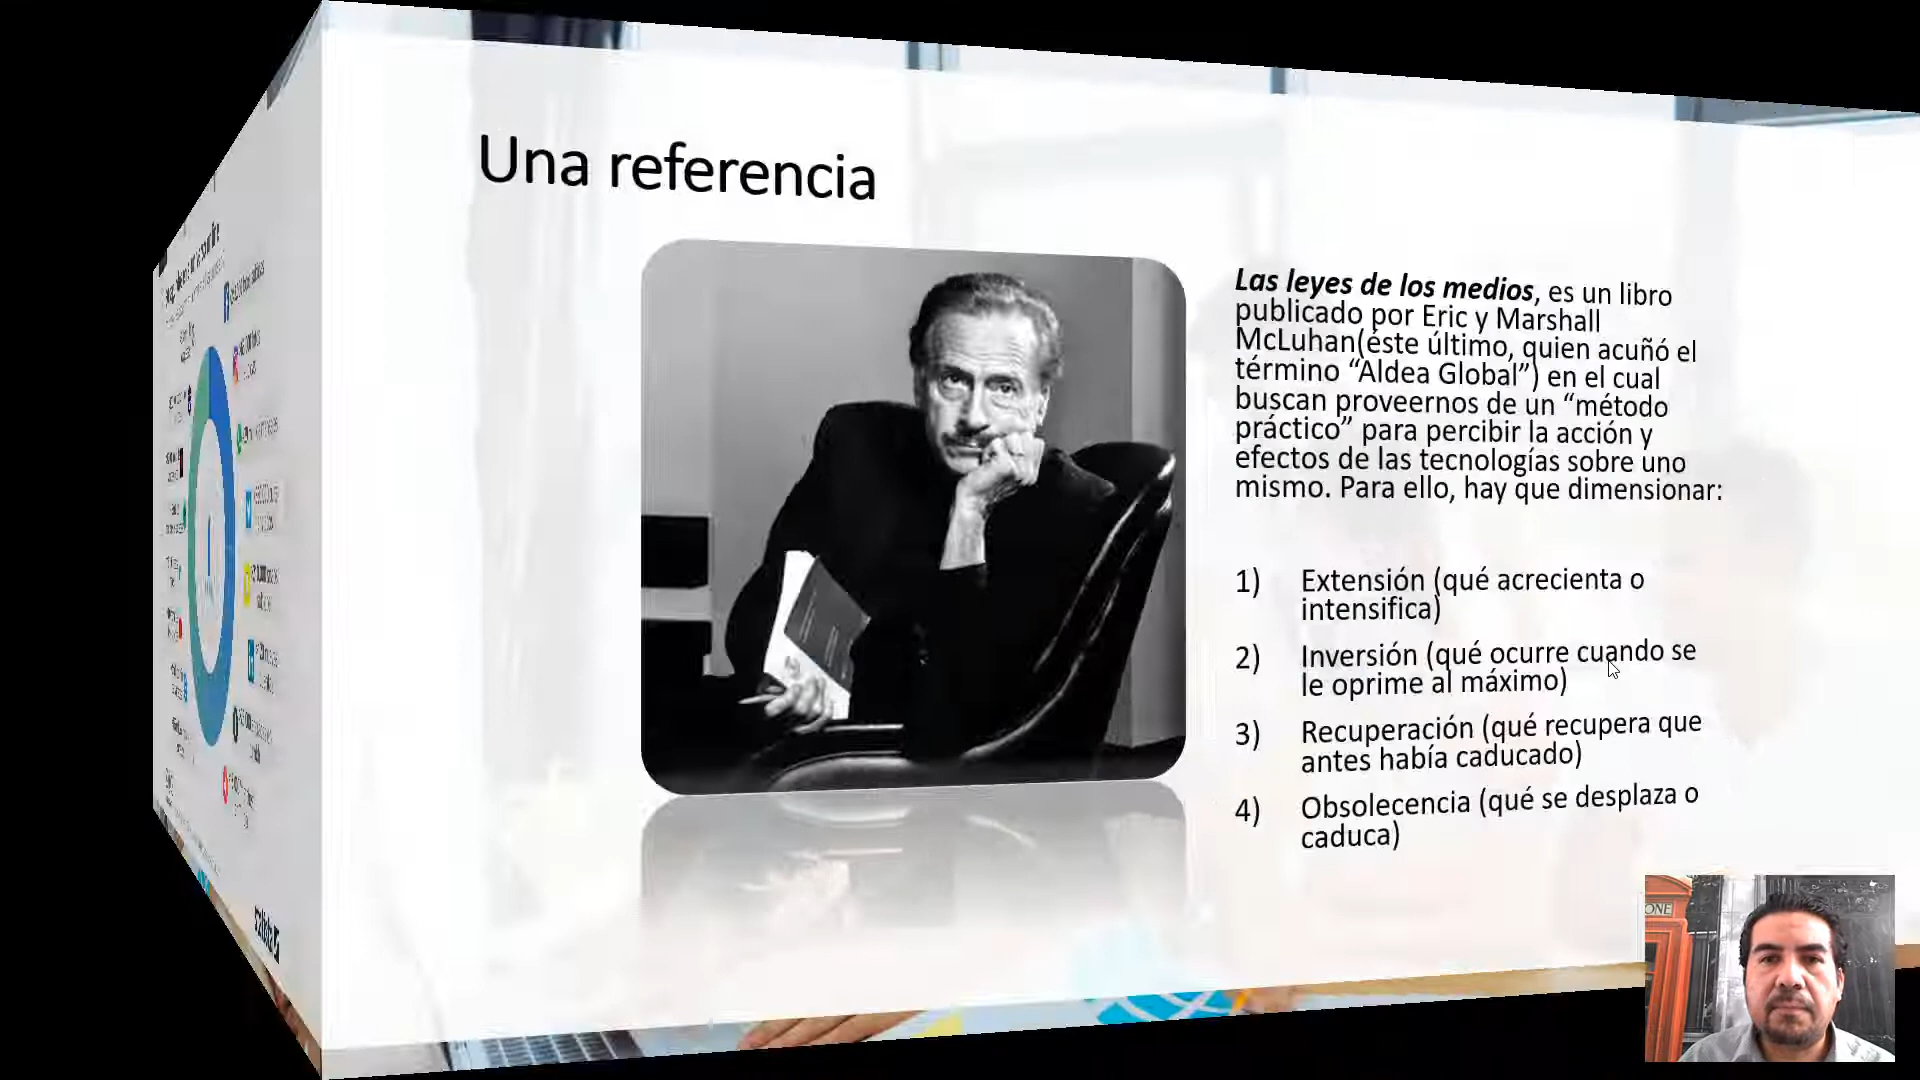 Una referencia
Las leyes de los medios, es un libro
publicado por Eric y Marshall
McLuhan(éste último, quien acuñó el
término “Aldea Global”) en el cual
buscan proveernos de un “método
práctico” para percibir la acción y
efectos de las tecnologías sobre uno
mismo. Para ello, hay que dimensionar:
1) Extensión (qué acrecienta o
intensifica)
2) Inversión (qué ocurre cuando se
le oprime al máximo)
3) Recuperación (qué recupera que
antes había caducado)
4) Obsolecencia (qué se desplaza o
caduca)
ONE